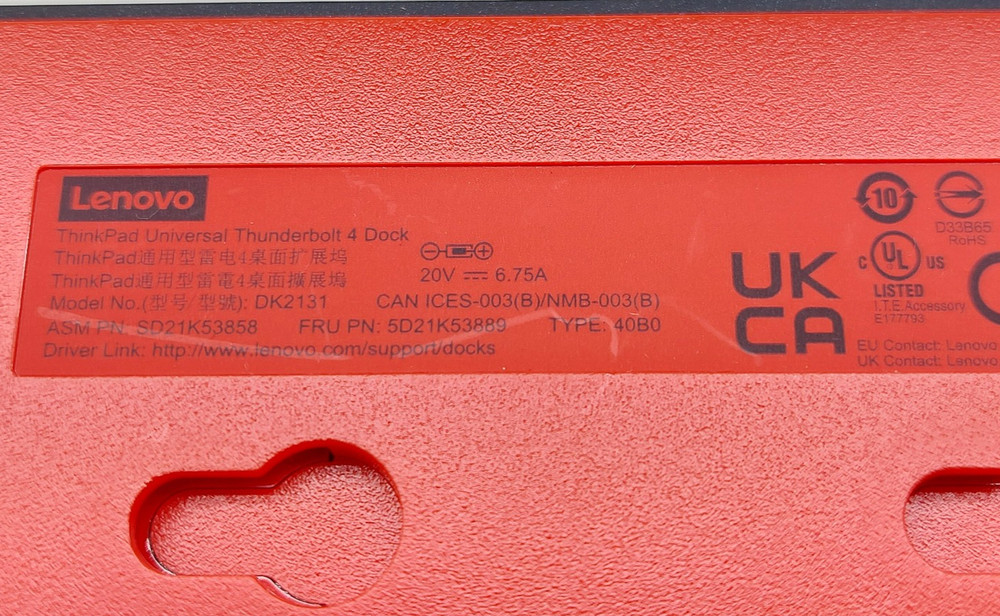 Lenovo
ThinkPad Universal Thunderbolt 4 Dock
ThinkPad通用型雷电4桌面扩展坞
ThinkPad通用型雷電4桌面擴展塢
20V ⎓ 6.75A
Model No.(型号/型號): DK2131 CAN ICES-003(B)/NMB-003(B)
ASM PN: SD21K53858 FRU PN: 5D21K53889 TYPE: 40B0
Driver Link: http://www.lenovo.com/support/docks
UK
CA
10
D33B65
RoHS
C UL US
LISTED
I.T.E. Accessory
E177793
EU Contact: Lenovo
UK Contact: Lenovo